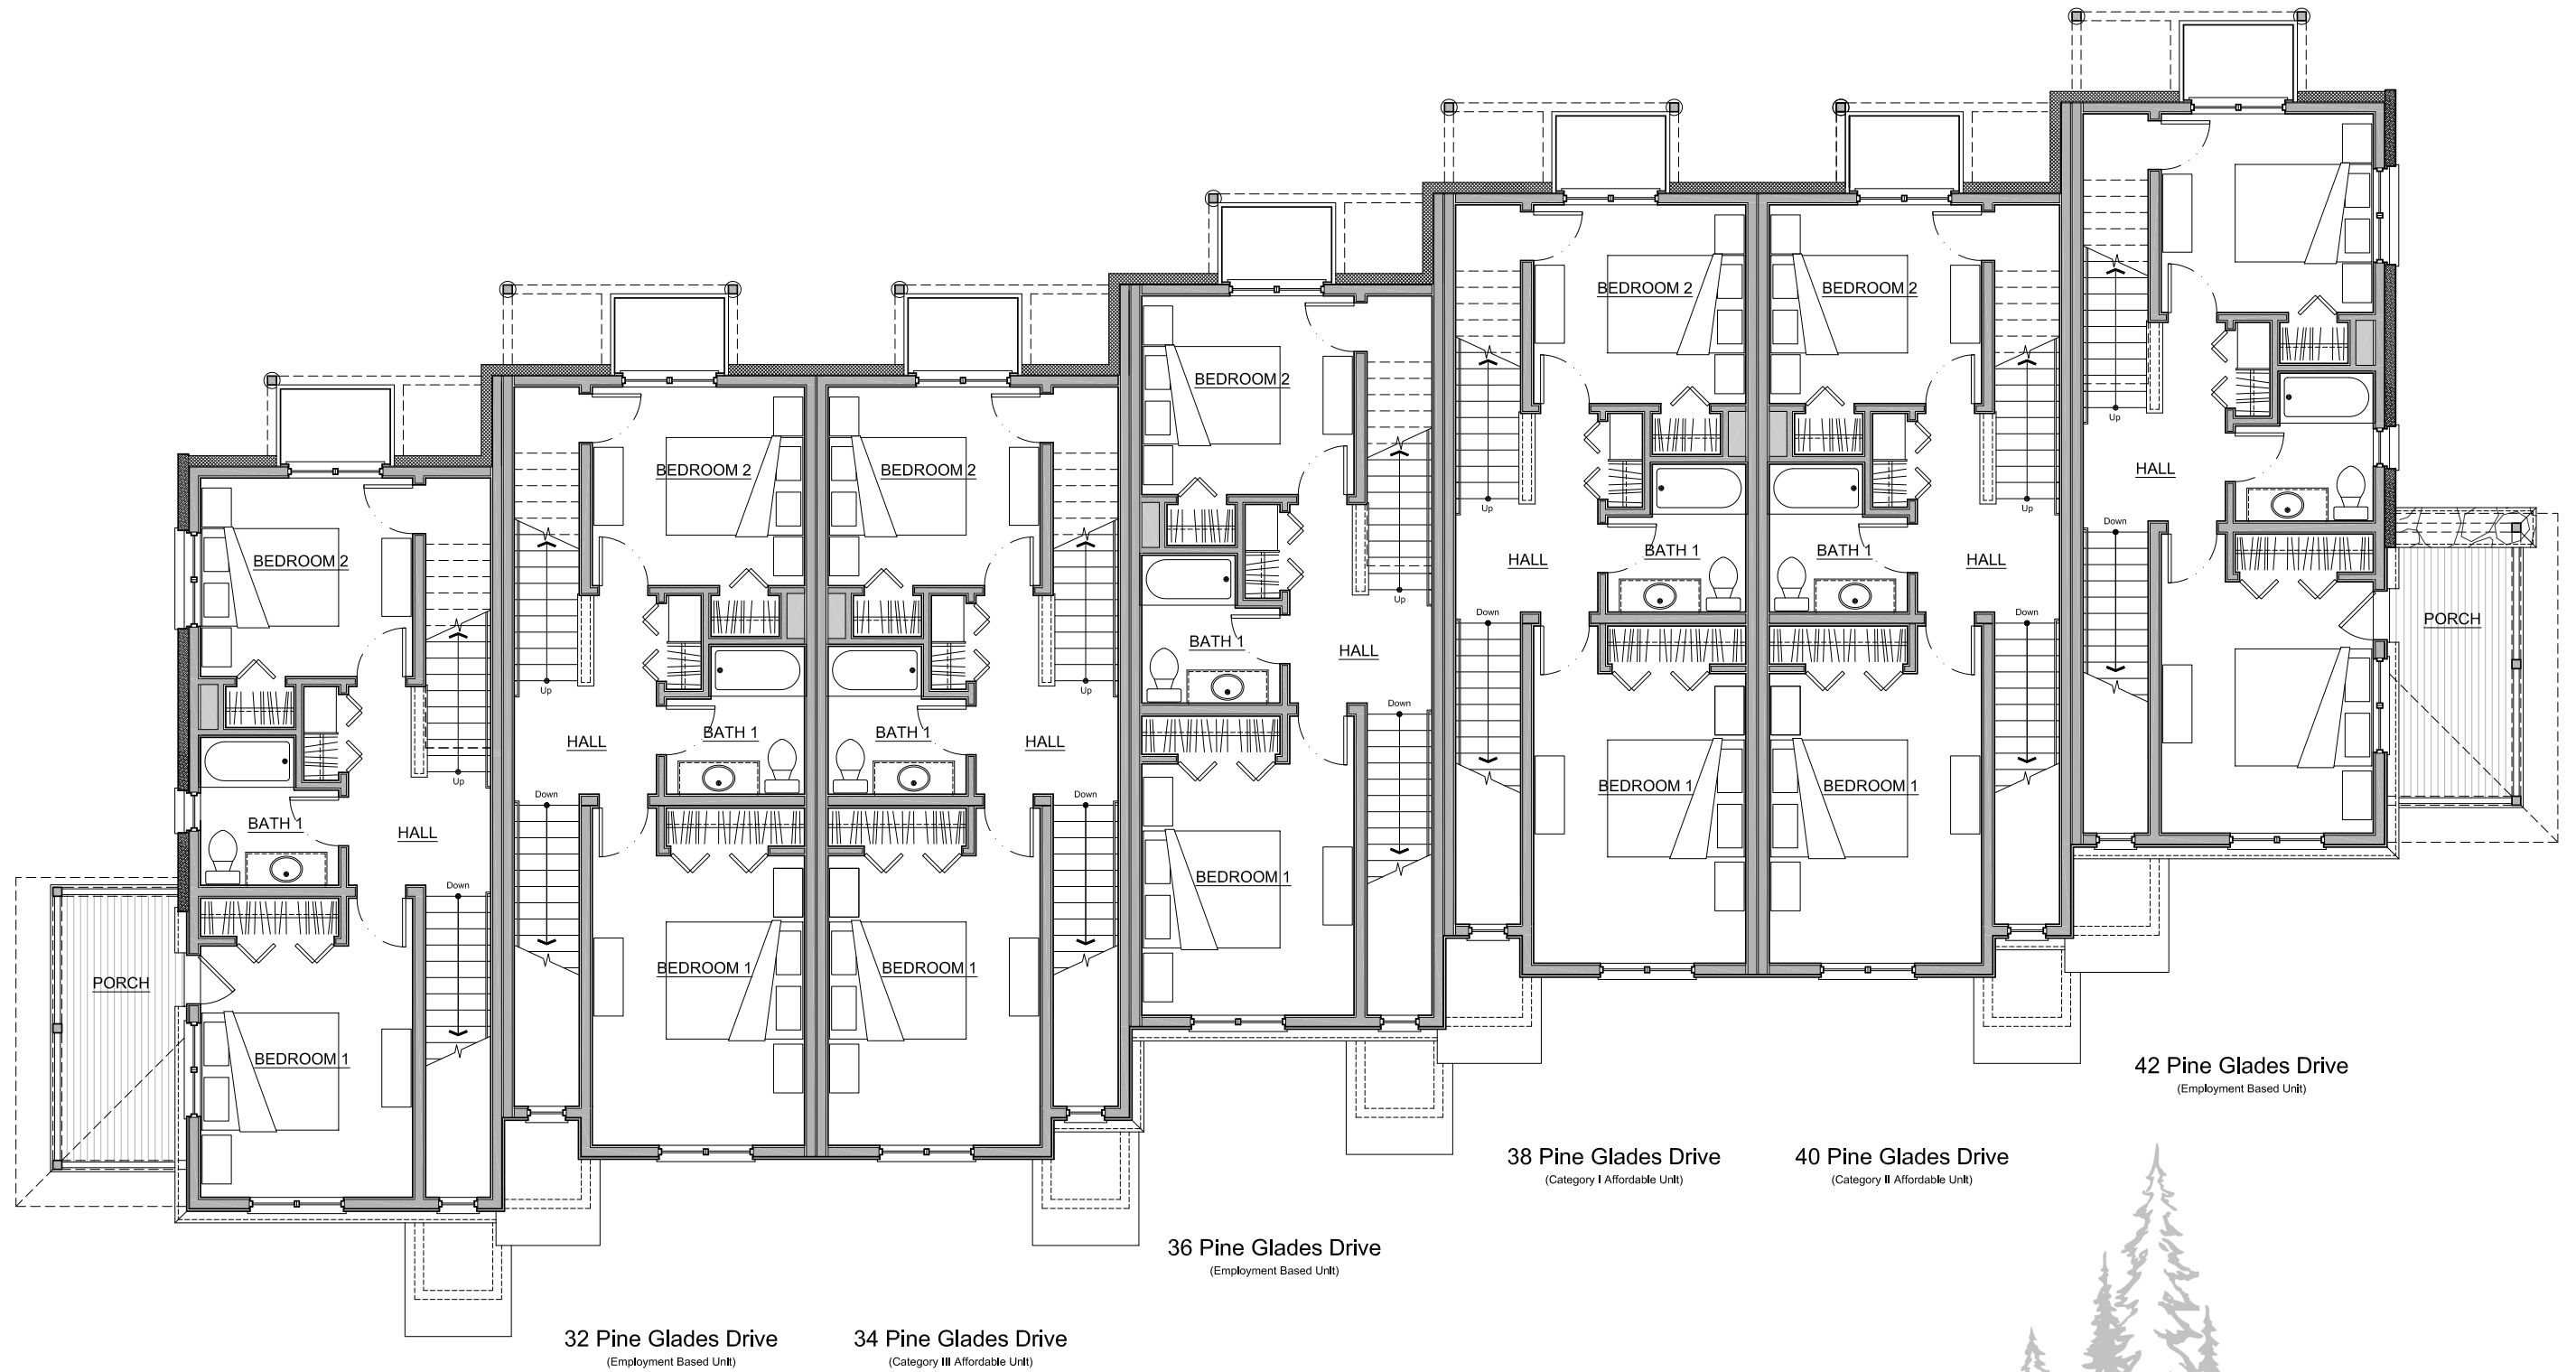 BEDROOM 2
Up
BATH 1
HALL
Down
PORCH
BEDROOM 1
BEDROOM 2
Up
HALL
BATH 1
Down
BEDROOM 1
32 Pine Glades Drive
(Employment Based Unit)
BEDROOM 2
Up
BATH 1
HALL
Down
BEDROOM 1
34 Pine Glades Drive
(Category III Affordable Unit)
BEDROOM 2
Up
BATH 1
HALL
Down
BEDROOM 1
36 Pine Glades Drive
(Employment Based Unit)
BEDROOM 2
Up
HALL
BATH 1
Down
BEDROOM 1
38 Pine Glades Drive
(Category I Affordable Unit)
BEDROOM 2
Up
BATH 1
HALL
Down
BEDROOM 1
40 Pine Glades Drive
(Category II Affordable Unit)
Up
HALL
Down
PORCH
42 Pine Glades Drive
(Employment Based Unit)